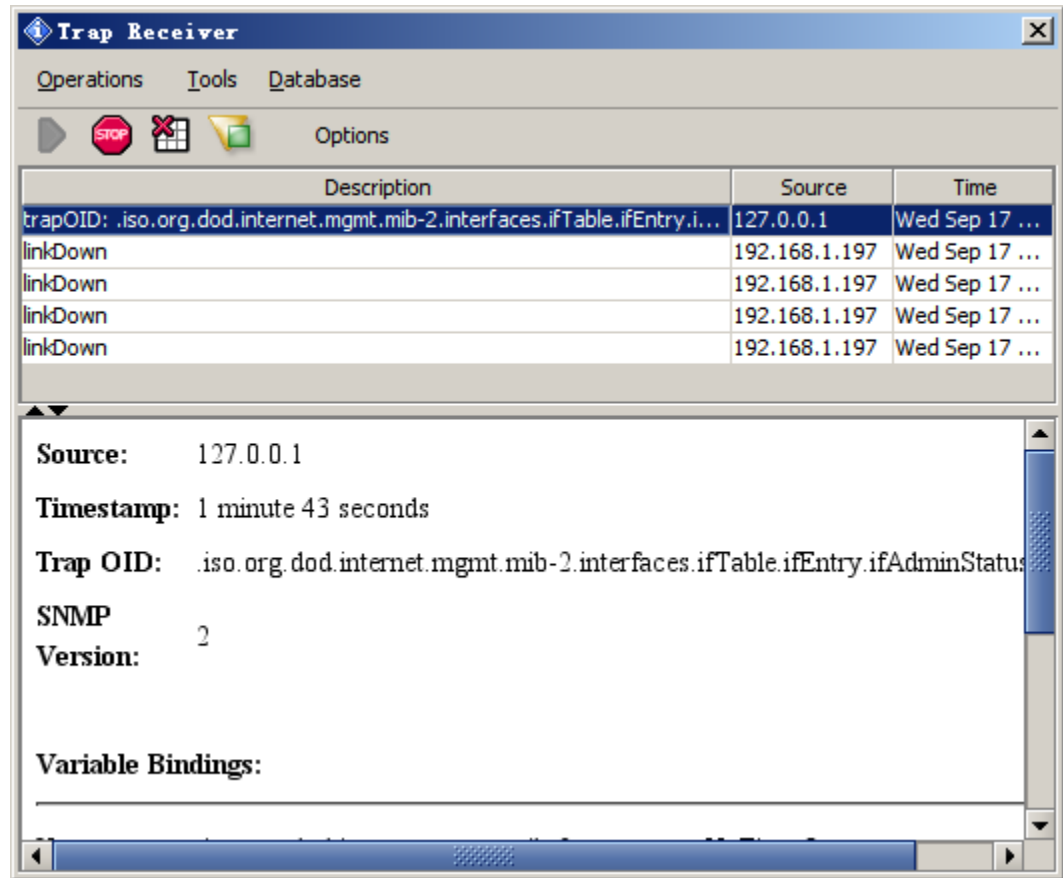 Trap Receiver
Operations Tools Database
STOP Options
Description Source Time
trapOID: .iso.org.dod.internet.mgmt.mib-2.interfaces.ifTable.ifEntry.i... 127.0.0.1 Wed Sep 17 ...
linkDown 192.168.1.197 Wed Sep 17 ...
linkDown 192.168.1.197 Wed Sep 17 ...
linkDown 192.168.1.197 Wed Sep 17 ...
linkDown 192.168.1.197 Wed Sep 17 ...
Source: 127.0.0.1
Timestamp: 1 minute 43 seconds
Trap OID: .iso.org.dod.internet.mgmt.mib-2.interfaces.ifTable.ifEntry.ifAdminStatus
SNMP
Version: 2
Variable Bindings: